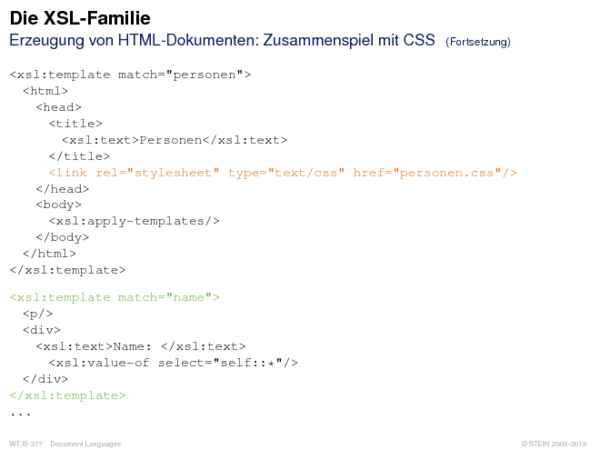 Die XSL-Familie
Erzeugung von HTML-Dokumenten: Zusammenspiel mit CSS (Fortsetzung)
<xsl:template match="personen">
<html>
<head>
<title>
<xsl:text>Personen</xsl:text>
</title>
<link rel="stylesheet" type="text/css" href="personen.css"/>
</head>
<body>
<xsl:apply-templates/>
</body>
</html>
</xsl:template>
<xsl:template match="name">
<p/>
<div>
<xsl:text>Name: </xsl:text>
<xsl:value-of select="self::*"/>
</div>
</xsl:template>
...
WT:III-377 Document Languages © STEIN 2005-2018